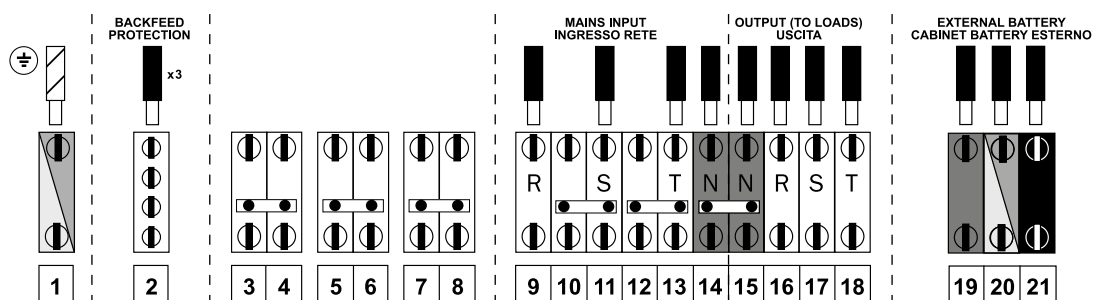 BACKFEED
PROTECTION
MAINS INPUT
INGRESSO RETE
OUTPUT (TO LOADS)
USCITA
EXTERNAL BATTERY
CABINET BATTERY ESTERNO
x3
R S T N N R S T
1 2 3 4 5 6 7 8 9 10 11 12 13 14 15 16 17 18 19 20 21